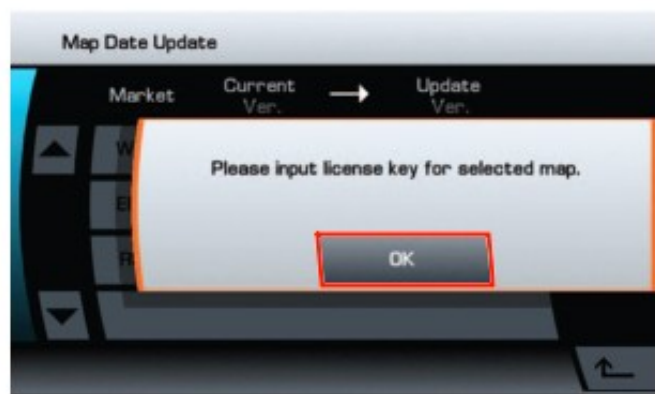 Map Date Update
Market Current Ver. → Update Ver.
Please input license key for selected map.
OK